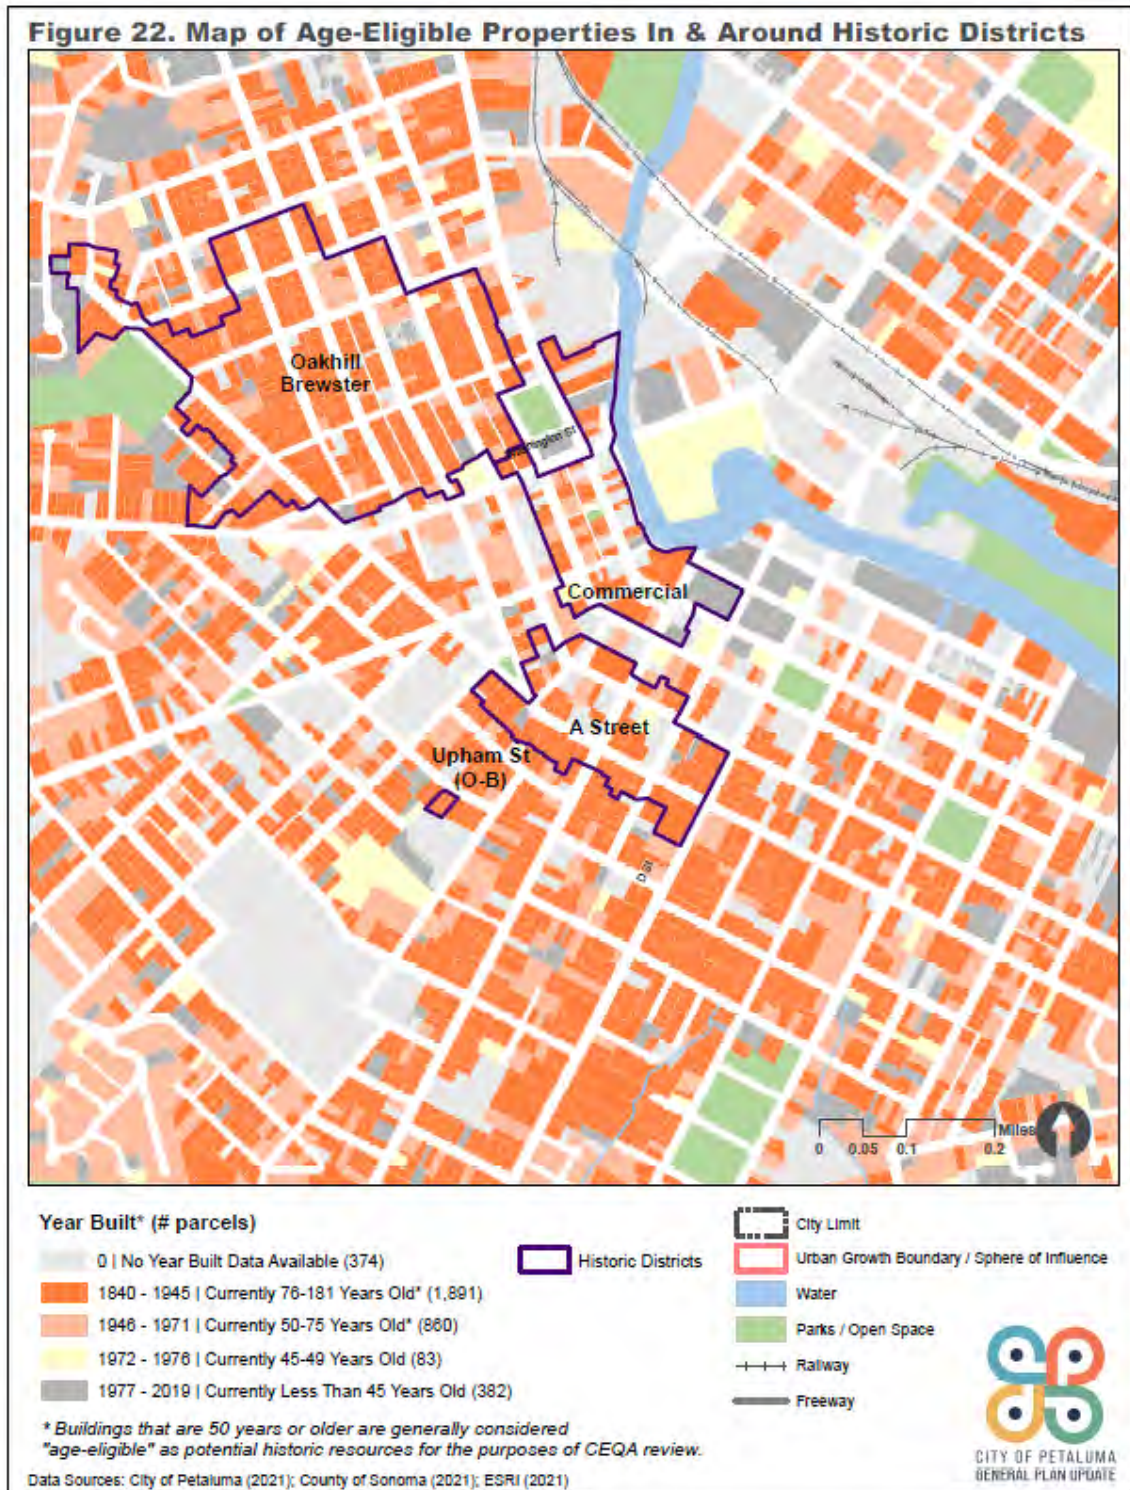 Figure 22. Map of Age-Eligible Properties In & Around Historic Districts
Oakhill
Brewster
Washington St
Commercial
A Street
Upham St
(O-B)
D St
Miles
0 0.05 0.1 0.2
Year Built* (# parcels)
0 | No Year Built Data Available (374)
1840 - 1945 | Currently 76-181 Years Old* (1,891)
1946 - 1971 | Currently 50-75 Years Old* (860)
1972 - 1976 | Currently 45-49 Years Old (83)
1977 - 2019 | Currently Less Than 45 Years Old (382)
Historic Districts
City Limit
Urban Growth Boundary / Sphere of Influence
Water
Parks / Open Space
Railway
Freeway
* Buildings that are 50 years or older are generally considered
"age-eligible" as potential historic resources for the purposes of CEQA review.
Data Sources: City of Petaluma (2021); County of Sonoma (2021); ESRI (2021)
CITY OF PETALUMA
GENERAL PLAN UPDATE